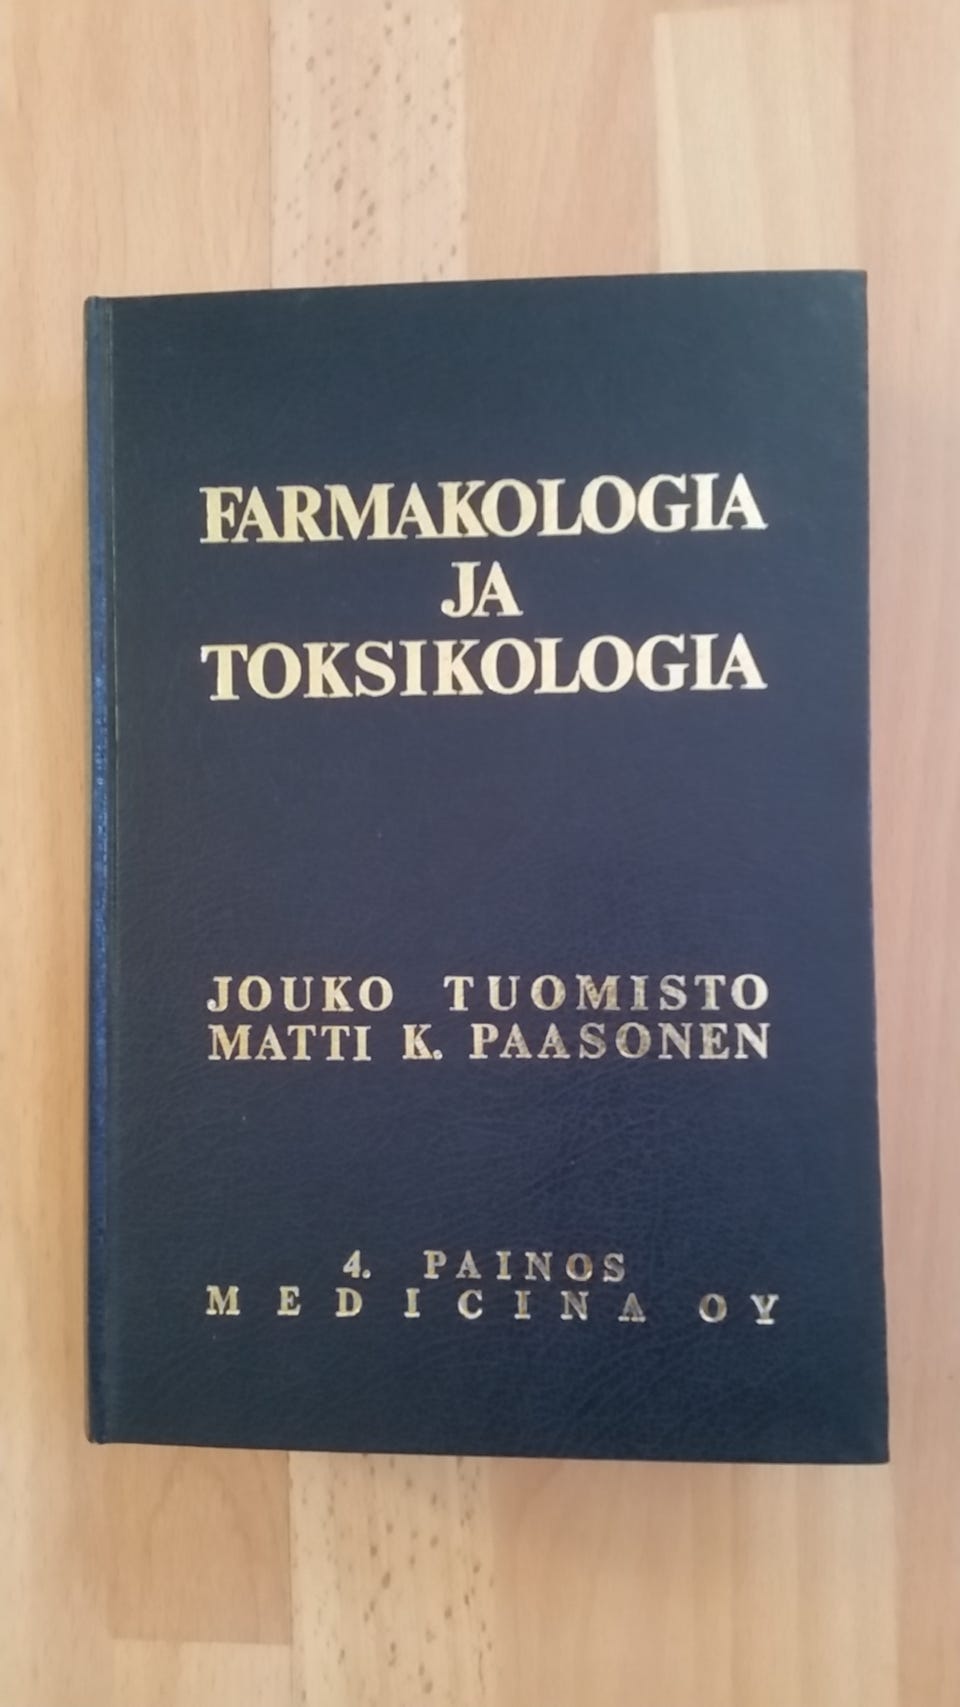 FARMAKOLOGIA
JA
TOKSIKOLOGIA
JOUKO TUOMISTO
MATTI K. PAASONEN
4. PAINOS
MEDICINA OY